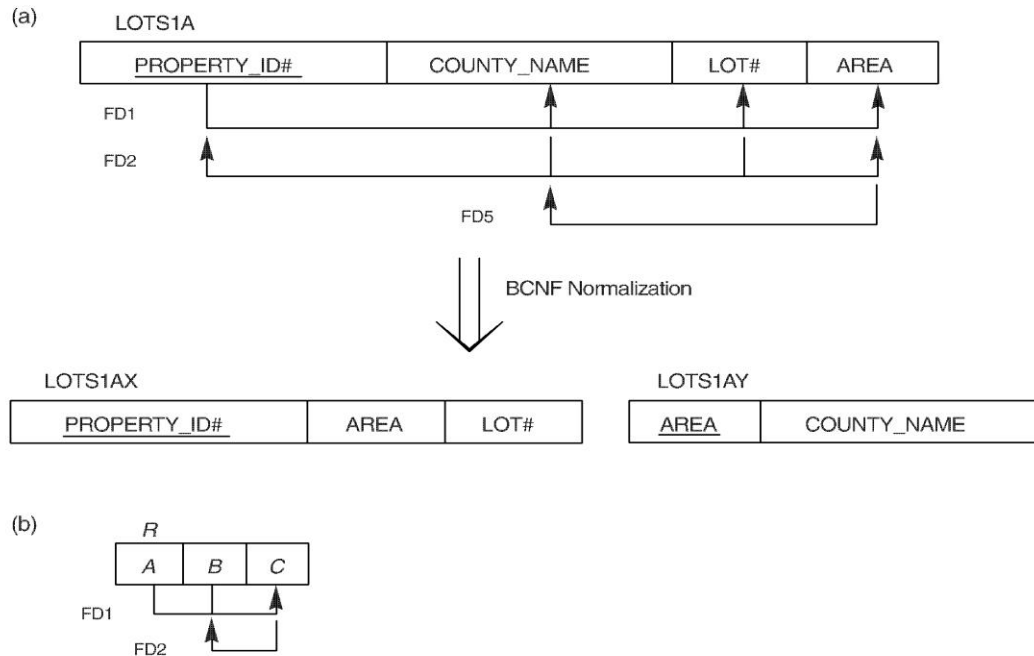 (a)
LOTS1A
PROPERTY_ID# COUNTY_NAME LOT# AREA
FD1
FD2
FD5
BCNF Normalization
LOTS1AX LOTS1AY
PROPERTY_ID# AREA LOT# AREA COUNTY_NAME
(b)
R
A B C
FD1
FD2